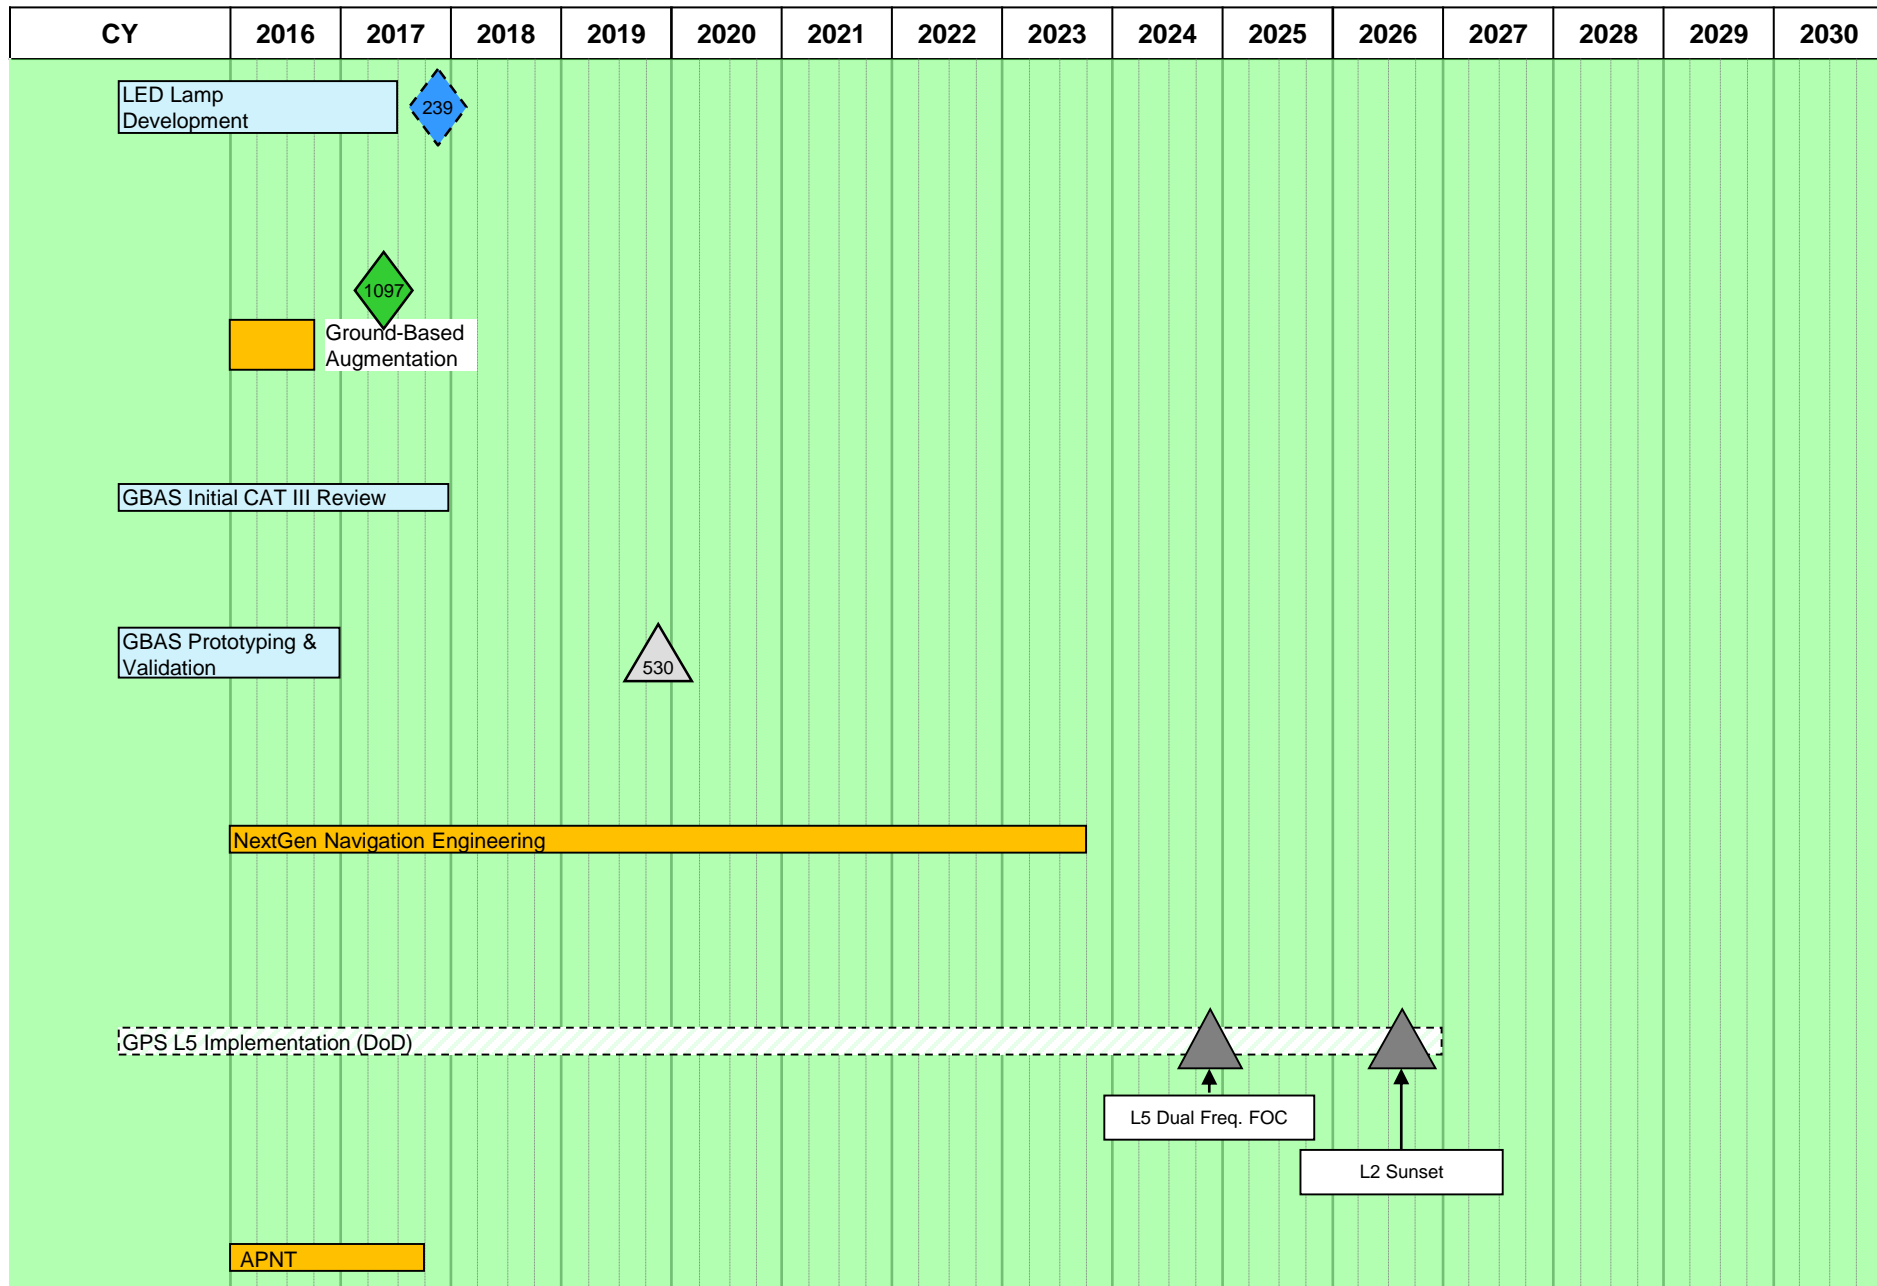 CY 2016 2017 2018 2019 2020 2021 2022 2023 2024 2025 2026 2027 2028 2029 2030
LED Lamp
Development
239
1097
Ground-Based
Augmentation
GBAS Initial CAT III Review
GBAS Prototyping &
Validation
530
NextGen Navigation Engineering
GPS L5 Implementation (DoD)
L5 Dual Freq. FOC
L2 Sunset
APNT